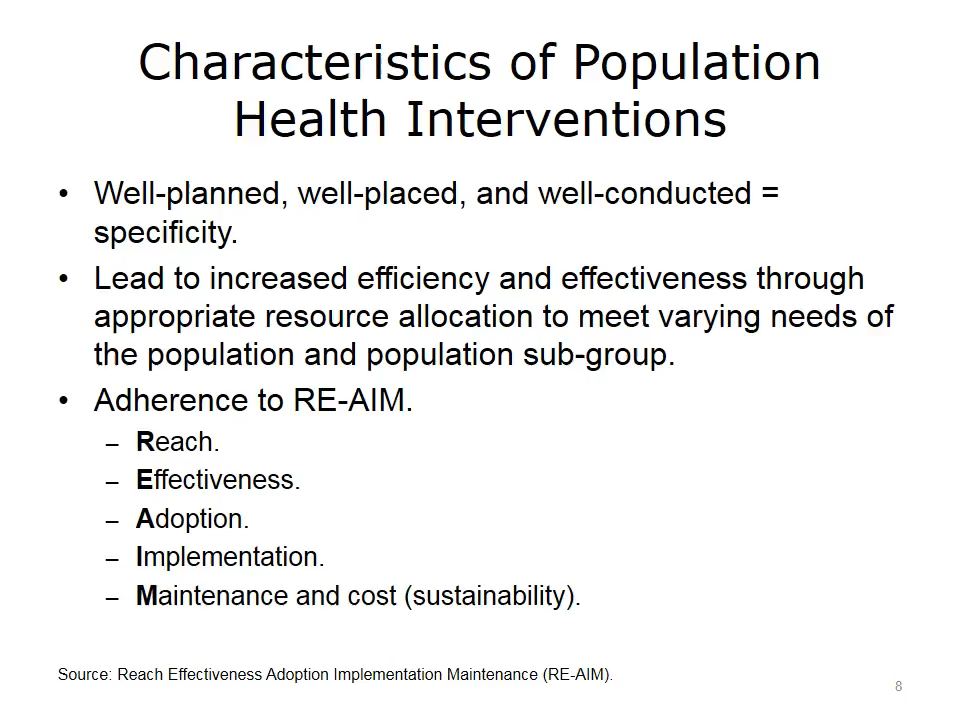 Characteristics of Population
Health Interventions
• Well-planned, well-placed, and well-conducted =
specificity.
• Lead to increased efficiency and effectiveness through
appropriate resource allocation to meet varying needs of
the population and population sub-group.
• Adherence to RE-AIM.
– Reach.
– Effectiveness.
– Adoption.
– Implementation.
– Maintenance and cost (sustainability).
Source: Reach Effectiveness Adoption Implementation Maintenance (RE-AIM).
8